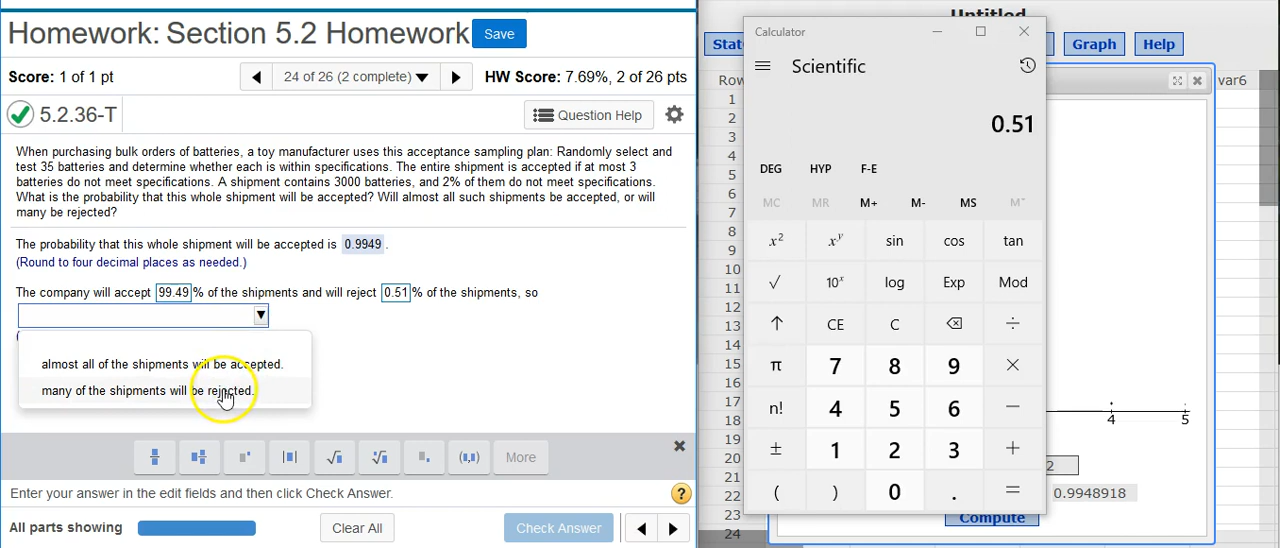 Homework: Section 5.2 Homework
Save
Score: 1 of 1 pt
24 of 26 (2 complete)
HW Score: 7.69%, 2 of 26 pts
5.2.36-T
Question Help
When purchasing bulk orders of batteries, a toy manufacturer uses this acceptance sampling plan: Randomly select and
test 35 batteries and determine whether each is within specifications. The entire shipment is accepted if at most 3
batteries do not meet specifications. A shipment contains 3000 batteries, and 2% of them do not meet specifications.
What is the probability that this whole shipment will be accepted? Will almost all such shipments be accepted, or will
many be rejected?
The probability that this whole shipment will be accepted is 0.9949.
(Round to four decimal places as needed.)
The company will accept 99.49% of the shipments and will reject 0.51% of the shipments, so
almost all of the shipments will be accepted.
many of the shipments will be rejected.
More
Enter your answer in the edit fields and then click Check Answer.
?
All parts showing
Clear All
Check Answer
Untitled
Graph
Help
var6
1
2
3
4
5
6
7
8
9
10
11
12
13
14
15
16
17
18
19
20
21
22
23
24
4
5
2
0.9948918
Compute
Calculator
Scientific
0.51
DEG HYP F-E
MC MR M+ M- MS M˅
x² xʸ sin cos tan
√ 10ˣ log Exp Mod
↑ CE C ⌫ ÷
π 7 8 9 ×
n! 4 5 6 −
± 1 2 3 +
( ) 0 . =